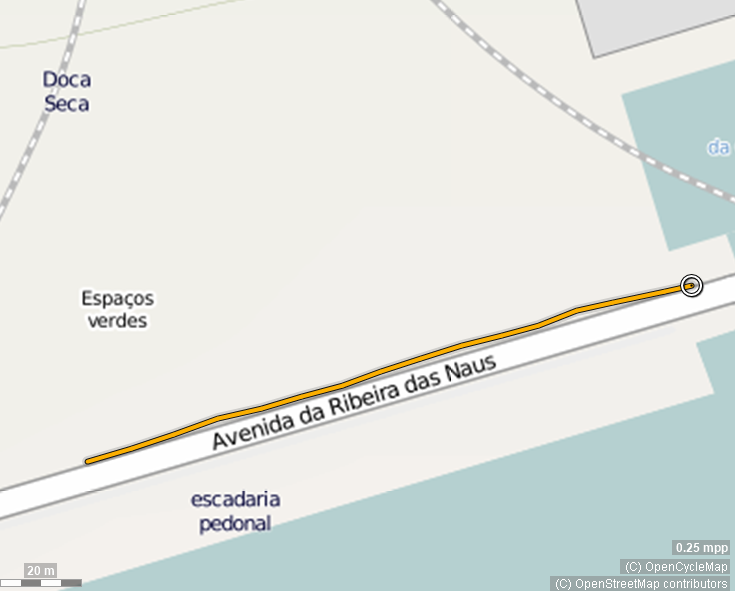 Doca
Seca
da
Espaços
verdes
Avenida da Ribeira das Naus
escadaria
pedonal
0.25 mpp
20 m
(C) OpenCycleMap
(C) OpenStreetMap contributors